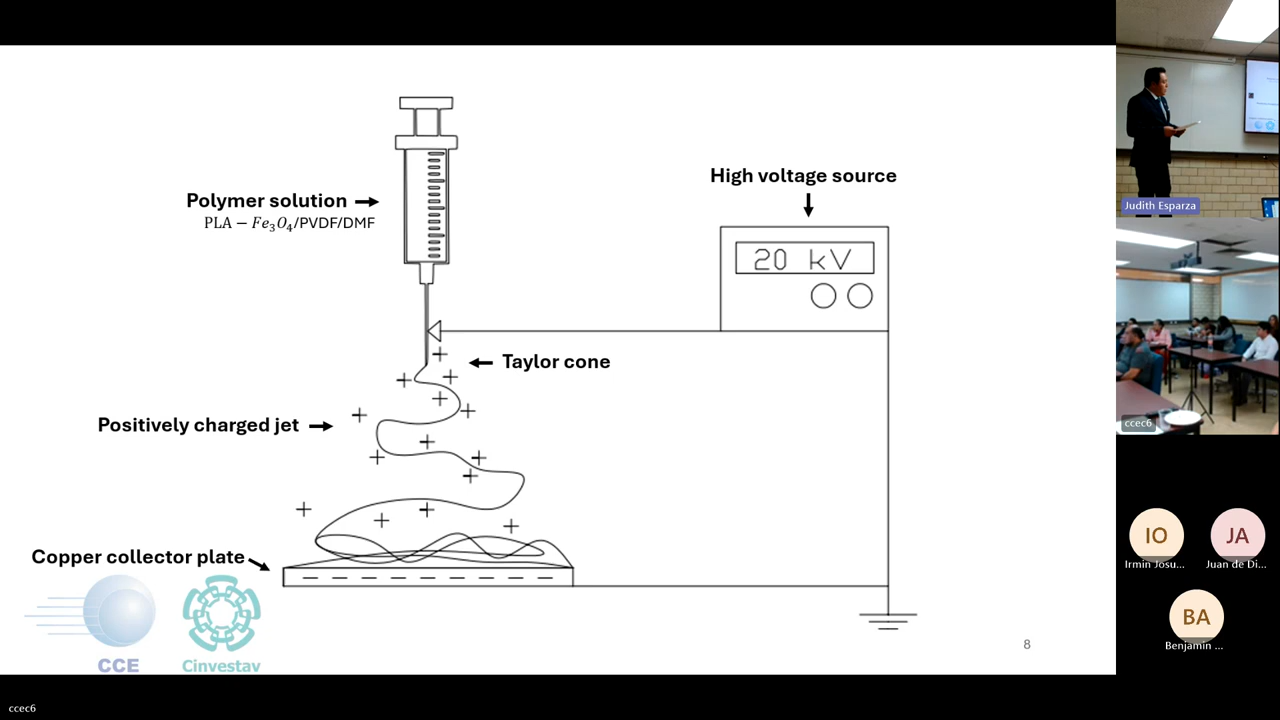 Polymer solution
PLA − Fe₃O₄/PVDF/DMF
High voltage source
20 kV
Taylor cone
Positively charged jet
Copper collector plate
CCE
Cinvestav
8
Judith Esparza
ccec6
IO
Irmin Josu...
JA
Juan de Di...
BA
Benjamin ...
ccec6